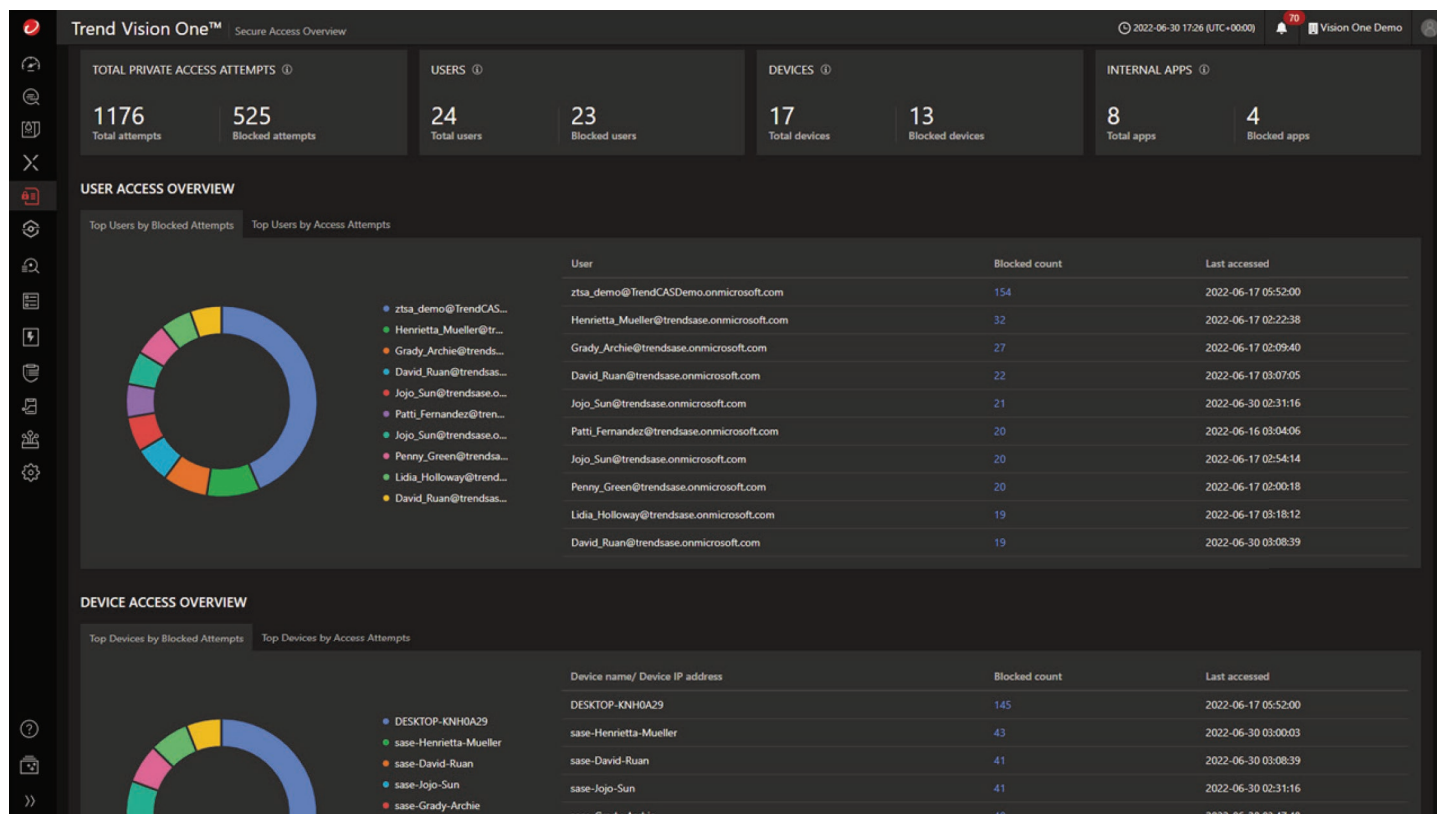 Trend Vision One™ Secure Access Overview 2022-06-30 17:26 (UTC+00:00) 70 Vision One Demo
TOTAL PRIVATE ACCESS ATTEMPTS USERS DEVICES INTERNAL APPS
1176 525 24 23 17 13 8 4
Total attempts Blocked attempts Total users Blocked users Total devices Blocked devices Total apps Blocked apps
USER ACCESS OVERVIEW
Top Users by Blocked Attempts Top Users by Access Attempts
ztsa_demo@TrendCAS...
Henrietta_Mueller@tr...
Grady_Archie@trends...
David_Ruan@trendsas...
Jojo_Sun@trendsase.o...
Patti_Fernandez@tren...
Jojo_Sun@trendsase.o...
Penny_Green@trendsa...
Lidia_Holloway@trend...
David_Ruan@trendsas...
User Blocked count Last accessed
ztsa_demo@TrendCASDemo.onmicrosoft.com 154 2022-06-17 05:52:00
Henrietta_Mueller@trendsase.onmicrosoft.com 32 2022-06-17 02:22:38
Grady_Archie@trendsase.onmicrosoft.com 27 2022-06-17 02:09:40
David_Ruan@trendsase.onmicrosoft.com 22 2022-06-17 03:07:05
Jojo_Sun@trendsase.onmicrosoft.com 21 2022-06-30 02:31:16
Patti_Fernandez@trendsase.onmicrosoft.com 20 2022-06-16 03:04:06
Jojo_Sun@trendsase.onmicrosoft.com 20 2022-06-17 02:54:14
Penny_Green@trendsase.onmicrosoft.com 20 2022-06-17 02:00:18
Lidia_Holloway@trendsase.onmicrosoft.com 19 2022-06-17 03:18:12
David_Ruan@trendsase.onmicrosoft.com 19 2022-06-30 03:08:39
DEVICE ACCESS OVERVIEW
Top Devices by Blocked Attempts Top Devices by Access Attempts
DESKTOP-KNH0A29
sase-Henrietta-Mueller
sase-David-Ruan
sase-Jojo-Sun
sase-Grady-Archie
Device name/ Device IP address Blocked count Last accessed
DESKTOP-KNH0A29 145 2022-06-17 05:52:00
sase-Henrietta-Mueller 43 2022-06-30 03:00:03
sase-David-Ruan 41 2022-06-30 03:08:39
sase-Jojo-Sun 41 2022-06-30 02:31:16